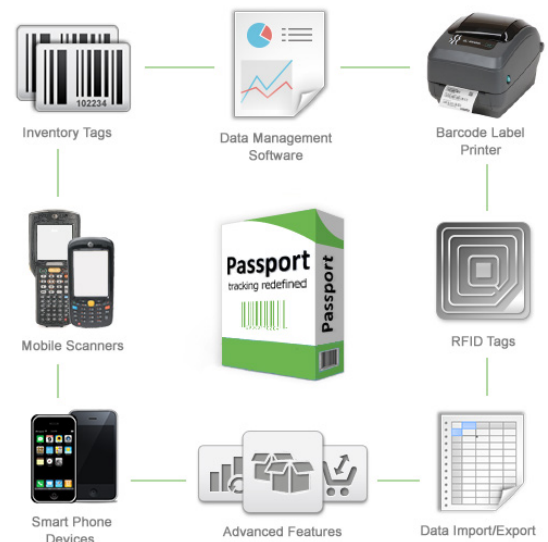 102234
Inventory Tags
Data Management
Software
Barcode Label
Printer
Passport
tracking redefined
Passport
Mobile Scanners
RFID Tags
Smart Phone
Devices
Advanced Features
Data Import/Export